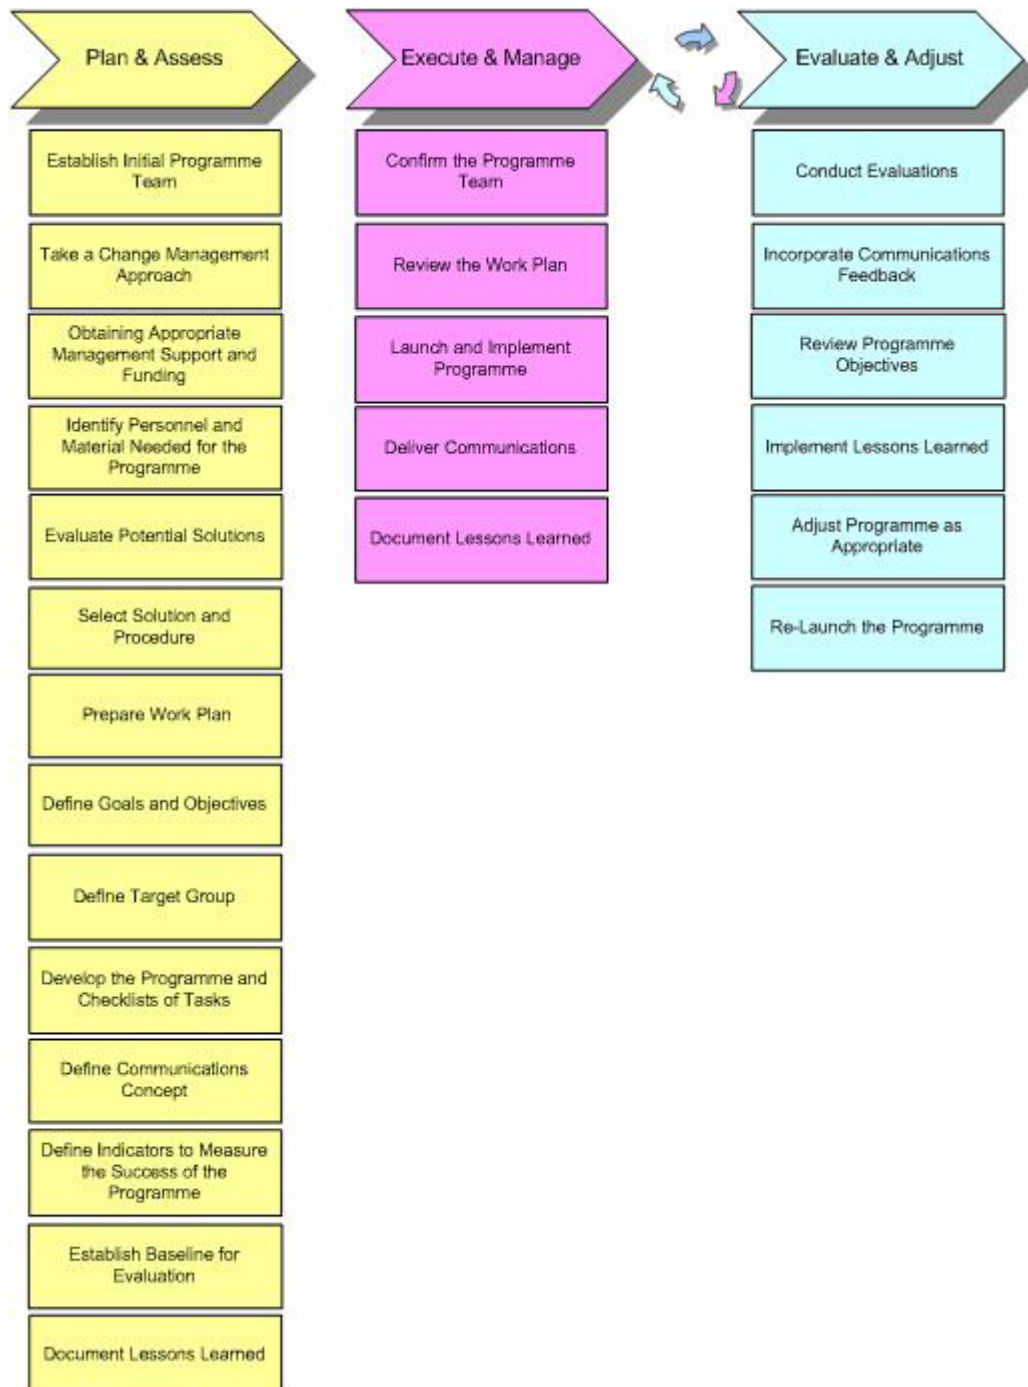 Plan & Assess
Establish Initial Programme
Team
Take a Change Management
Approach
Obtaining Appropriate
Management Support and
Funding
Identify Personnel and
Material Needed for the
Programme
Evaluate Potential Solutions
Select Solution and
Procedure
Prepare Work Plan
Define Goals and Objectives
Define Target Group
Develop the Programme and
Checklists of Tasks
Define Communications
Concept
Define Indicators to Measure
the Success of the
Programme
Establish Baseline for
Evaluation
Document Lessons Learned
Execute & Manage
Confirm the Programme
Team
Review the Work Plan
Launch and Implement
Programme
Deliver Communications
Document Lessons Learned
Evaluate & Adjust
Conduct Evaluations
Incorporate Communications
Feedback
Review Programme
Objectives
Implement Lessons Learned
Adjust Programme as
Appropriate
Re-Launch the Programme